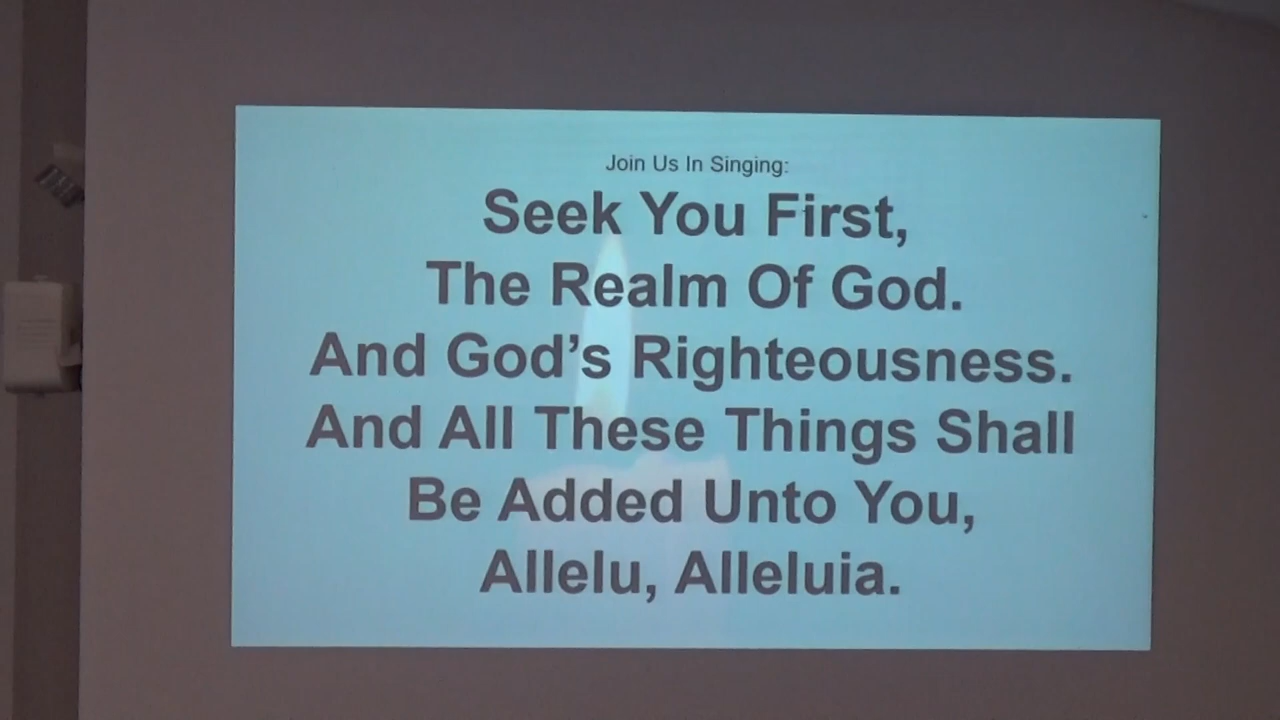 Join Us In Singing:
Seek You First,
The Realm Of God.
And God’s Righteousness.
And All These Things Shall
Be Added Unto You,
Allelu, Alleluia.